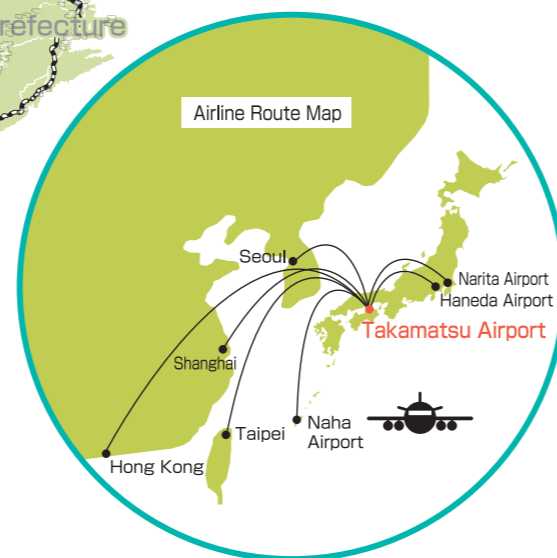 refecture
Airline Route Map
Seoul
Narita Airport
Haneda Airport
Takamatsu Airport
Shanghai
Taipei
Naha
Airport
Hong Kong